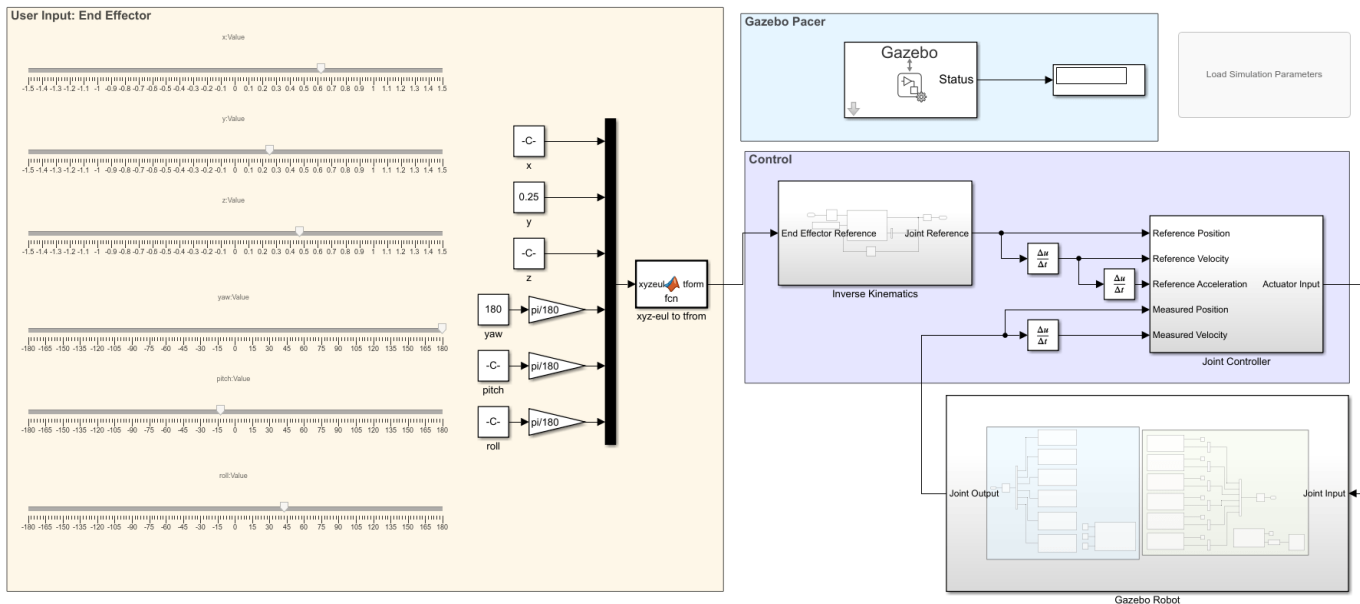 User Input: End Effector
x:Value
-1.5 -1.4 -1.3 -1.2 -1.1 -1 -0.9 -0.8 -0.7 -0.6 -0.5 -0.4 -0.3 -0.2 -0.1 0 0.1 0.2 0.3 0.4 0.5 0.6 0.7 0.8 0.9 1 1.1 1.2 1.3 1.4 1.5
y:Value
-1.5 -1.4 -1.3 -1.2 -1.1 -1 -0.9 -0.8 -0.7 -0.6 -0.5 -0.4 -0.3 -0.2 -0.1 0 0.1 0.2 0.3 0.4 0.5 0.6 0.7 0.8 0.9 1 1.1 1.2 1.3 1.4 1.5
z:Value
-1.5 -1.4 -1.3 -1.2 -1.1 -1 -0.9 -0.8 -0.7 -0.6 -0.5 -0.4 -0.3 -0.2 -0.1 0 0.1 0.2 0.3 0.4 0.5 0.6 0.7 0.8 0.9 1 1.1 1.2 1.3 1.4 1.5
yaw:Value
-180 -165 -150 -135 -120 -105 -90 -75 -60 -45 -30 -15 0 15 30 45 60 75 90 105 120 135 150 165 180
pitch:Value
-180 -165 -150 -135 -120 -105 -90 -75 -60 -45 -30 -15 0 15 30 45 60 75 90 105 120 135 150 165 180
roll:Value
-180 -165 -150 -135 -120 -105 -90 -75 -60 -45 -30 -15 0 15 30 45 60 75 90 105 120 135 150 165 180
-C-
x
0.25
y
-C-
z
180
pi/180
yaw
-C-
pi/180
pitch
-C-
pi/180
roll
xyzeul
tform
fcn
xyz-eul to tfrom
Gazebo Pacer
Gazebo
Status
Load Simulation Parameters
Control
End Effector Reference
Joint Reference
Inverse Kinematics
Δu
Δt
Δu
Δt
Δu
Δt
Reference Position
Reference Velocity
Reference Acceleration
Measured Position
Measured Velocity
Actuator Input
Joint Controller
Joint Output
Joint Input
Gazebo Robot